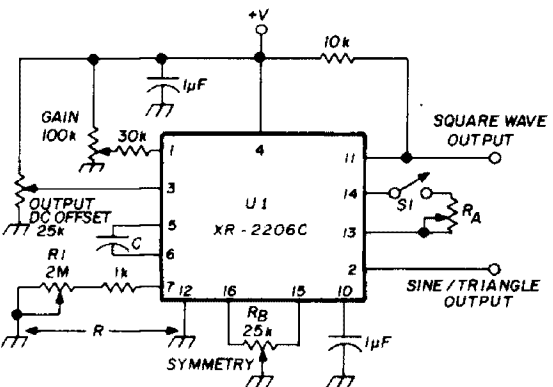 +V
10k
1μF
GAIN
100k
30k
1
4
11
SQUARE WAVE
OUTPUT
3
U1
XR-2206C
14
S1
RA
OUTPUT
DC OFFSET
25k
5
C
6
13
2
SINE/TRIANGLE
OUTPUT
R1
2M
1k
7
12
16
15
10
RB
25k
R
SYMMETRY
1μF